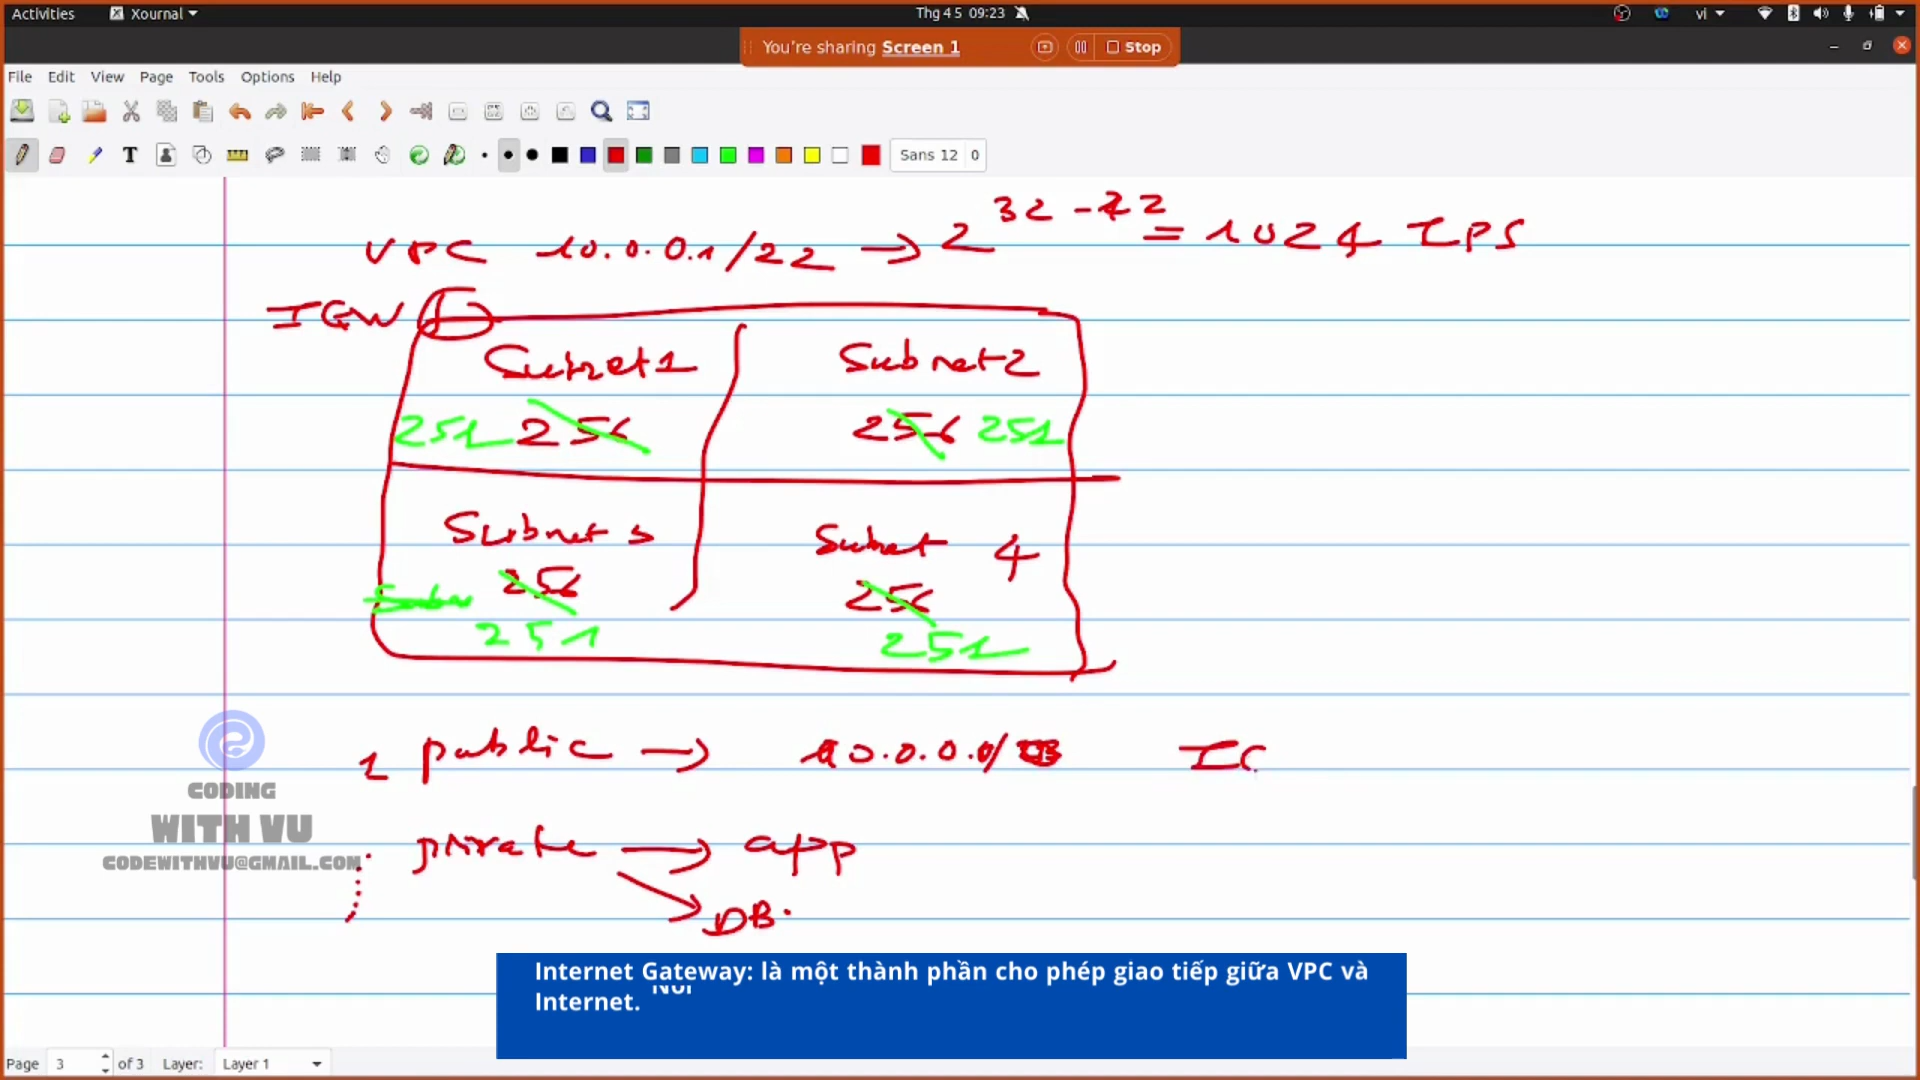 Activities Xournal Thg 4 5 09:23 vi
You're sharing Screen 1 Stop
File Edit View Page Tools Options Help
Sans 12 0
VPC 10.0.0.1/22 → 2^32-22 = 1024 IPS
IGW
Subnet1 Subnet2
251 256 256 251
Subnet 3 Subnet 4
256 256
251 251
1 public → 10.0.0.0/ IG
CODING
WITH VU
CODEWITHVU@GMAIL.COM
private → app
DB.
Internet Gateway: là một thành phần cho phép giao tiếp giữa VPC và
Internet.
Page 3 of 3 Layer: Layer 1